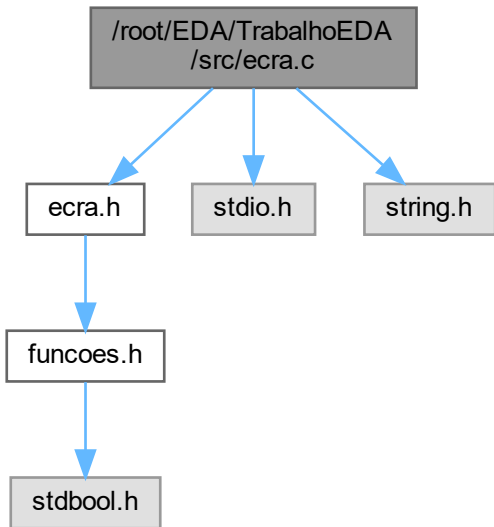 /root/EDA/TrabalhoEDA
/src/ecra.c
ecra.h
stdio.h
string.h
funcoes.h
stdbool.h